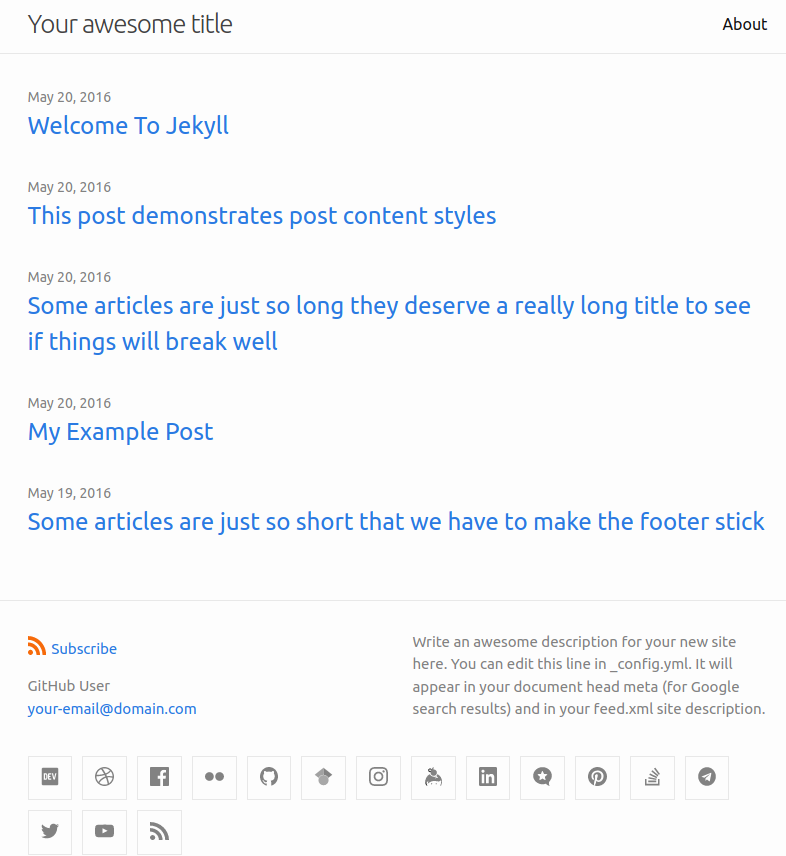 Your awesome title
About
May 20, 2016
Welcome To Jekyll
May 20, 2016
This post demonstrates post content styles
May 20, 2016
Some articles are just so long they deserve a really long title to see
if things will break well
May 20, 2016
My Example Post
May 19, 2016
Some articles are just so short that we have to make the footer stick
Subscribe
GitHub User
your-email@domain.com
Write an awesome description for your new site
here. You can edit this line in _config.yml. It will
appear in your document head meta (for Google
search results) and in your feed.xml site description.
DEV
in